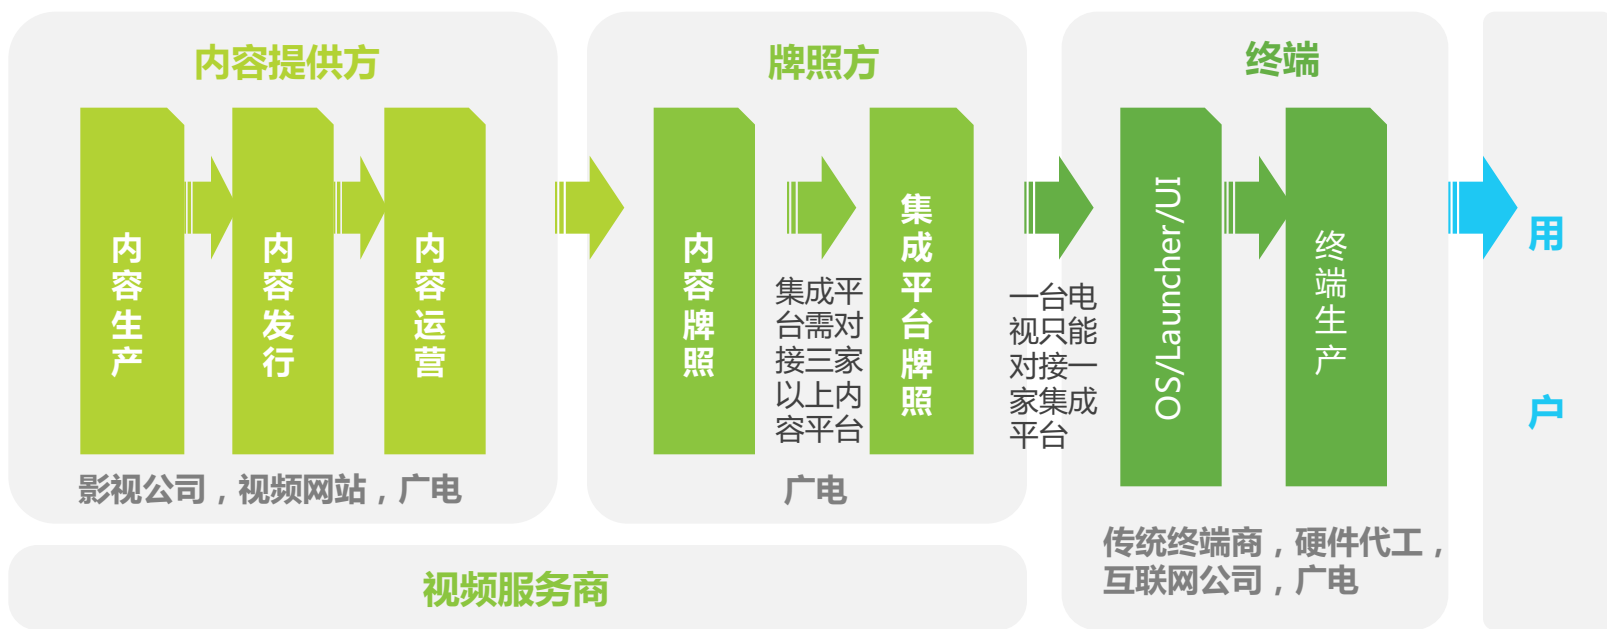 内容提供方
内容生产
内容发行
内容运营
影视公司，视频网站，广电
牌照方
内容牌照
集成平
台需对
接三家
以上内
容平台
集成平台牌照
广电
视频服务商
一台电
视只能
对接一
家集成
平台
终端
OS/Launcher/UI
终端生产
传统终端商，硬件代工，
互联网公司，广电
用户